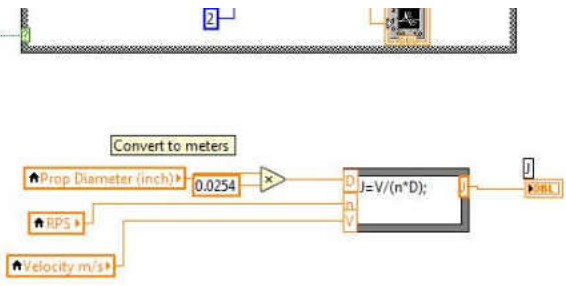 2
Convert to meters
Prop Diameter (inch)
0.0254
x
D
J=V/(n*D);
J
J
DBL
RPS
n
V
Velocity m/s